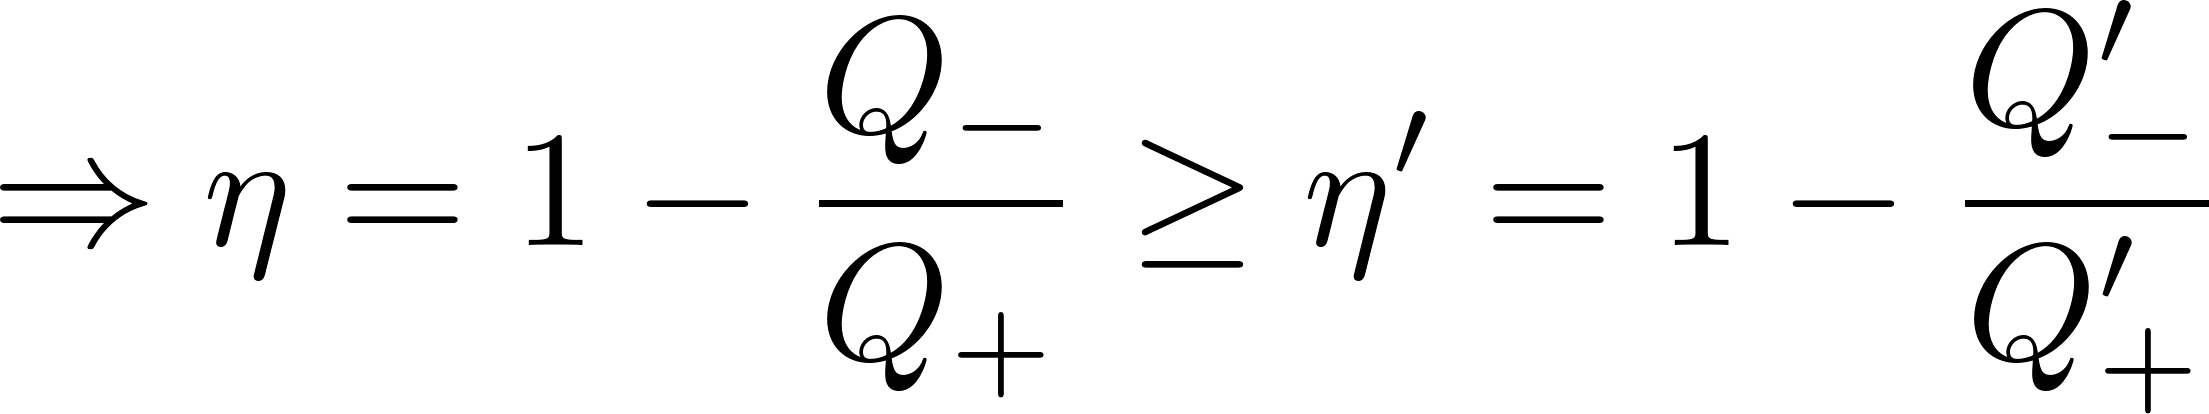 ⇒ η = 1 − Q₋/Q₊ ≥ η′ = 1 − Q′₋/Q′₊